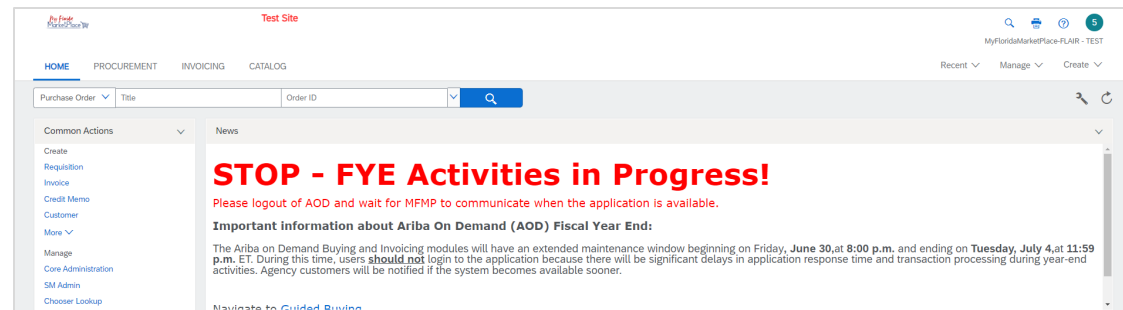 My Florida
MarketPlace
Test Site
5
MyFloridaMarketPlace-FLAIR - TEST
HOME PROCUREMENT INVOICING CATALOG
Recent Manage Create
Purchase Order Title Order ID
Common Actions
News
Create
Requisition
Invoice
Credit Memo
Customer
More
Manage
Core Administration
SM Admin
Chooser Lookup
STOP - FYE Activities in Progress!
Please logout of AOD and wait for MFMP to communicate when the application is available.
Important information about Ariba On Demand (AOD) Fiscal Year End:
The Ariba on Demand Buying and Invoicing modules will have an extended maintenance window beginning on Friday, June 30,at 8:00 p.m. and ending on Tuesday, July 4,at 11:59
p.m. ET. During this time, users should not login to the application because there will be significant delays in application response time and transaction processing during year-end
activities. Agency customers will be notified if the system becomes available sooner.
Navigate to Guided Buying